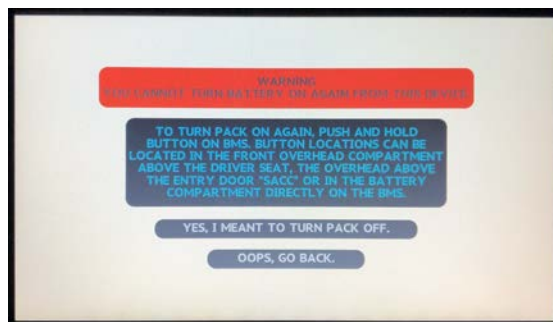 WARNING
YOU CANNOT TURN BATTERY ON AGAIN FROM THIS DEVICE
TO TURN PACK ON AGAIN, PUSH AND HOLD
BUTTON ON BMS. BUTTON LOCATIONS CAN BE
LOCATED IN THE FRONT OVERHEAD COMPARTMENT
ABOVE THE DRIVER SEAT, THE OVERHEAD ABOVE
THE ENTRY DOOR "SACC" OR IN THE BATTERY
COMPARTMENT DIRECTLY ON THE BMS.
YES, I MEANT TO TURN PACK OFF.
OOPS, GO BACK.